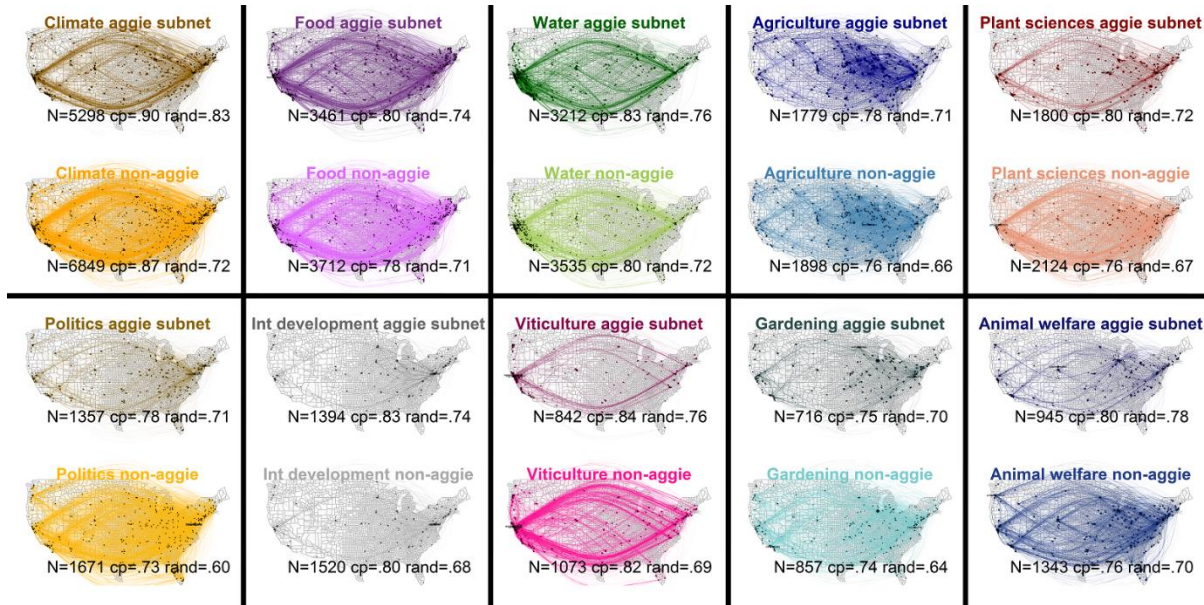 Climate aggie subnet
N=5298 cp=.90 rand=.83
Climate non-aggie
N=6849 cp=.87 rand=.72
Food aggie subnet
N=3461 cp=.80 rand=.74
Food non-aggie
N=3712 cp=.78 rand=.71
Water aggie subnet
N=3212 cp=.83 rand=.76
Water non-aggie
N=3535 cp=.80 rand=.72
Agriculture aggie subnet
N=1779 cp=.78 rand=.71
Agriculture non-aggie
N=1898 cp=.76 rand=.66
Plant sciences aggie subnet
N=1800 cp=.80 rand=.72
Plant sciences non-aggie
N=2124 cp=.76 rand=.67
Politics aggie subnet
N=1357 cp=.78 rand=.71
Politics non-aggie
N=1671 cp=.73 rand=.60
Int development aggie subnet
N=1394 cp=.83 rand=.74
Int development non-aggie
N=1520 cp=.80 rand=.68
Viticulture aggie subnet
N=842 cp=.84 rand=.76
Viticulture non-aggie
N=1073 cp=.82 rand=.69
Gardening aggie subnet
N=716 cp=.75 rand=.70
Gardening non-aggie
N=857 cp=.74 rand=.64
Animal welfare aggie subnet
N=945 cp=.80 rand=.78
Animal welfare non-aggie
N=1343 cp=.76 rand=.70